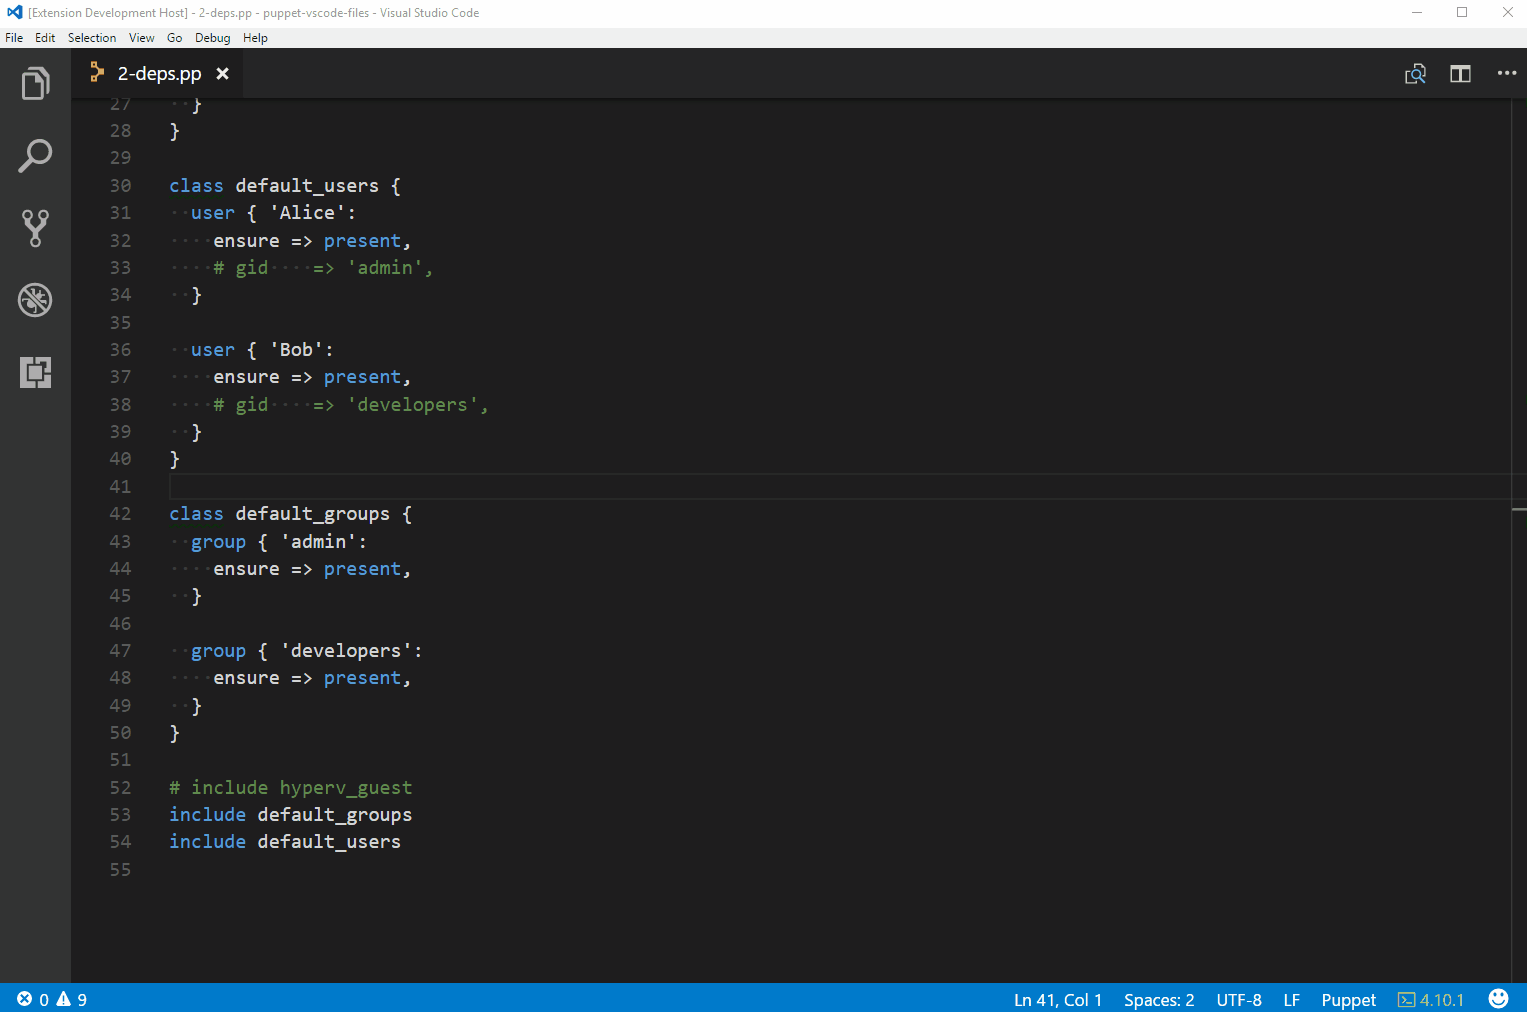 [Extension Development Host] - 2-deps.pp - puppet-vscode-files - Visual Studio Code
File Edit Selection View Go Debug Help
2-deps.pp
27   }
28 }
29
30 class default_users {
31   user { 'Alice':
32     ensure => present,
33     # gid    => 'admin',
34   }
35
36   user { 'Bob':
37     ensure => present,
38     # gid    => 'developers',
39   }
40 }
41
42 class default_groups {
43   group { 'admin':
44     ensure => present,
45   }
46
47   group { 'developers':
48     ensure => present,
49   }
50 }
51
52 # include hyperv_guest
53 include default_groups
54 include default_users
55
0 9 Ln 41, Col 1 Spaces: 2 UTF-8 LF Puppet 4.10.1